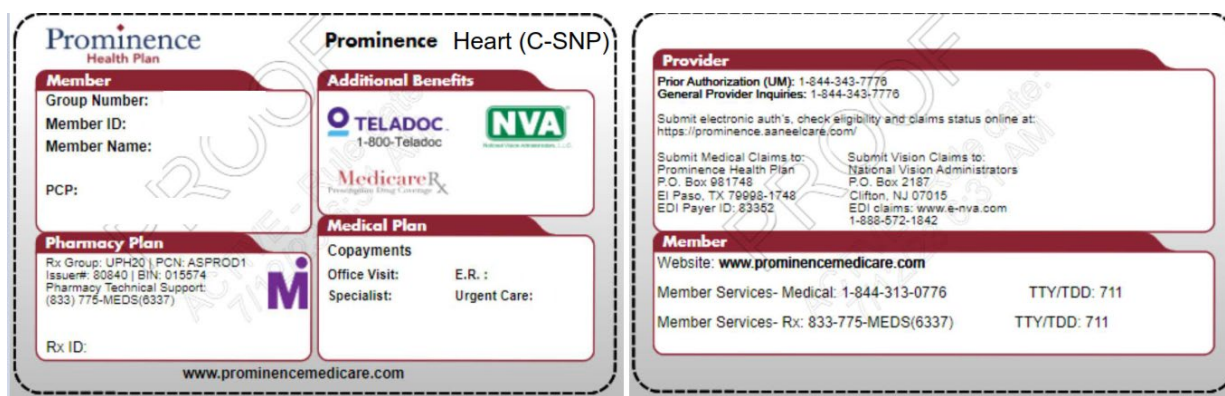 Prominence
Health Plan
Prominence Heart (C-SNP)
Member
Group Number:
Member ID:
Member Name:
PCP:
Additional Benefits
TELADOC
1-800-Teladoc
NVA
National Vision Administrators, L.L.C.
MedicareRx
Prescription Drug Coverage
Pharmacy Plan
Rx Group: UPH20 | PCN: ASPROD1
Issuer#: 80840 | BIN: 015574
Pharmacy Technical Support:
(833) 775-MEDS(6337)
Rx ID:
Medical Plan
Copayments
Office Visit: E.R. :
Specialist: Urgent Care:
www.prominencemedicare.com
PROOF
Provider
Prior Authorization (UM): 1-844-343-7776
General Provider Inquiries: 1-844-343-7776
Submit electronic auth's, check eligibility and claims status online at:
https://prominence.aaneelcare.com/
Submit Medical Claims to:
Prominence Health Plan
P.O. Box 981748
El Paso, TX 79998-1748
EDI Payer ID: 83352
Submit Vision Claims to:
National Vision Administrators
P.O. Box 2187
Clifton, NJ 07015
EDI claims: www.e-nva.com
1-888-572-1842
Member
Website: www.prominencemedicare.com
Member Services- Medical: 1-844-313-0776 TTY/TDD: 711
Member Services- Rx: 833-775-MEDS(6337) TTY/TDD: 711
PROOF